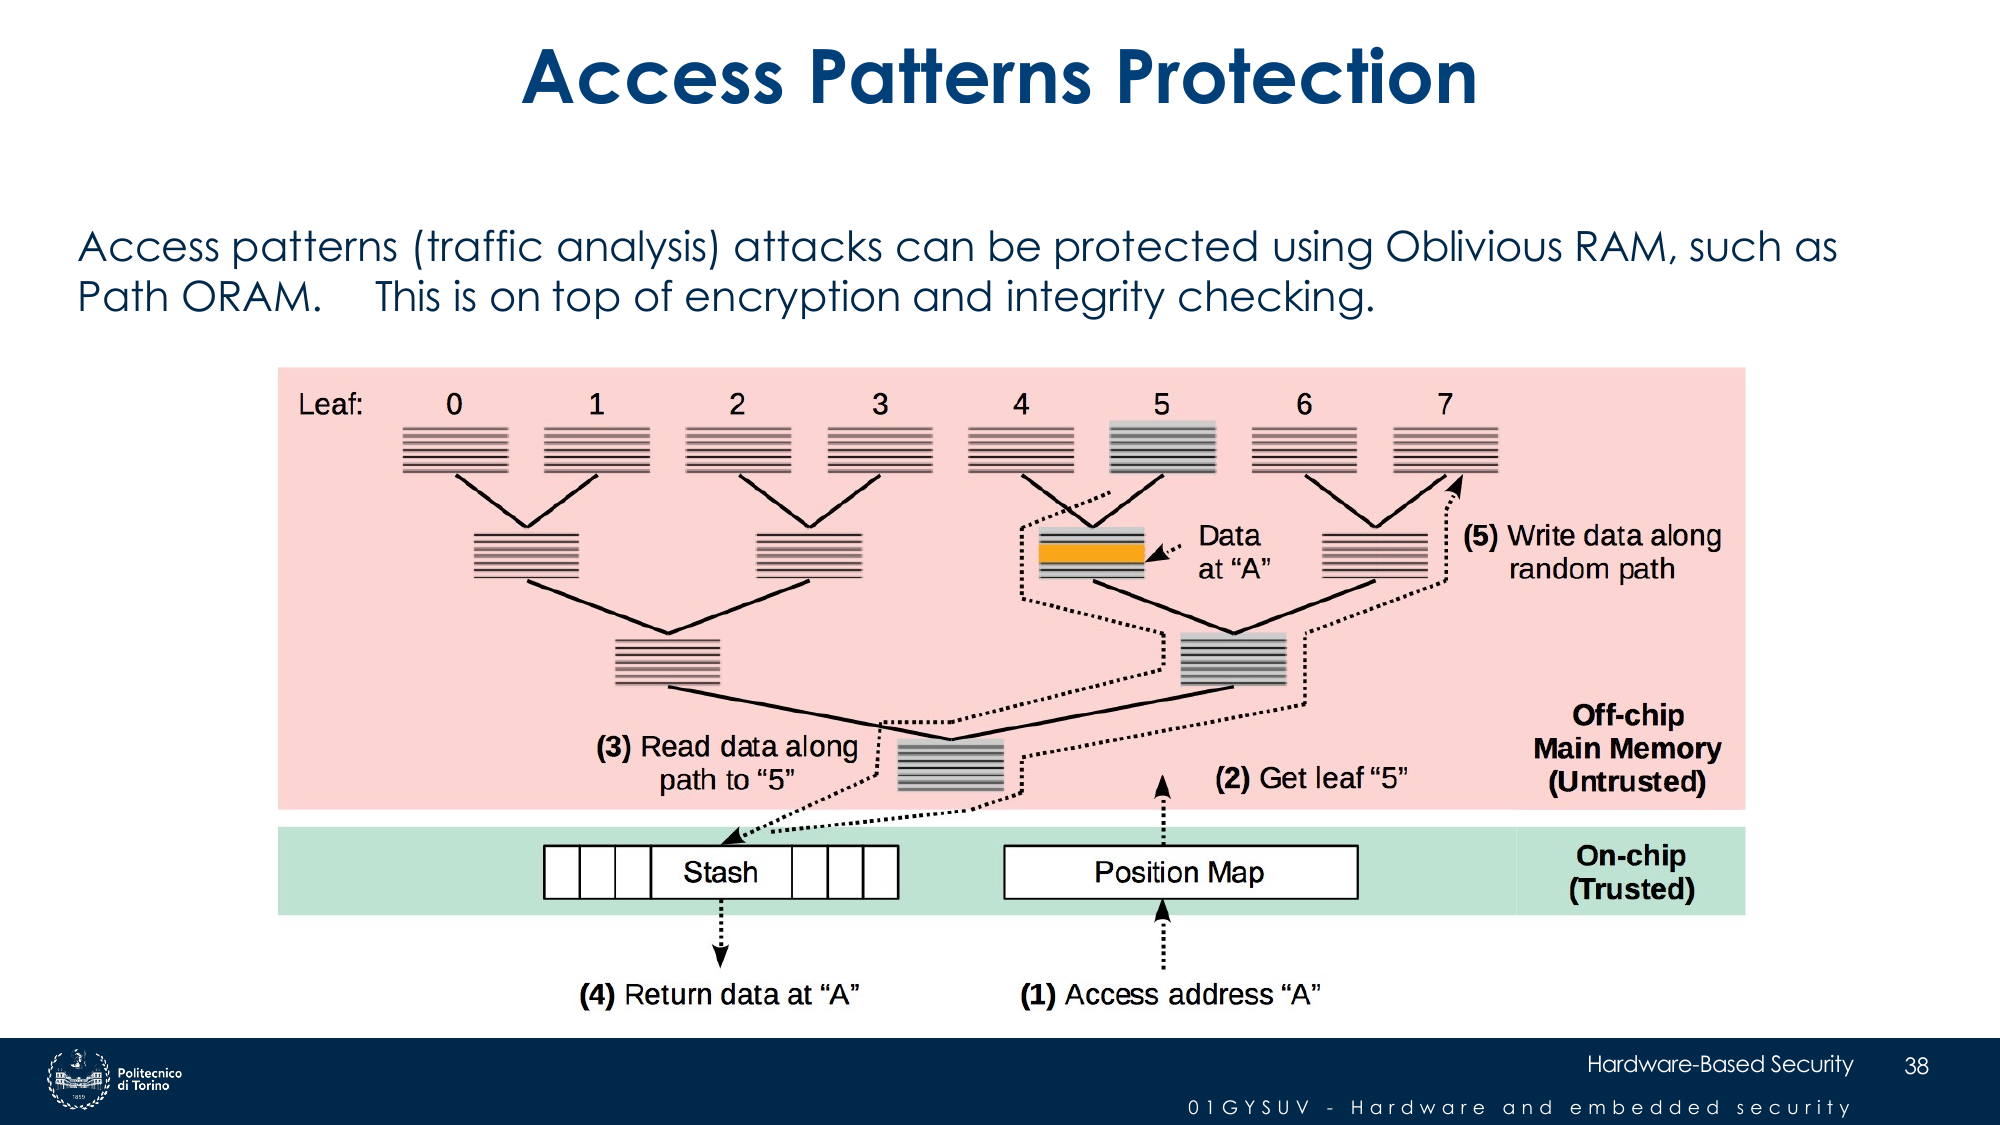 Access Patterns Protection
Access patterns (traffic analysis) attacks can be protected using Oblivious RAM, such as
Path ORAM. This is on top of encryption and integrity checking.
Leaf: 0 1 2 3 4 5 6 7
Data
at “A”
(5) Write data along
random path
(3) Read data along
path to “5”
(2) Get leaf “5”
Off-chip
Main Memory
(Untrusted)
Stash
Position Map
On-chip
(Trusted)
(4) Return data at “A”
(1) Access address “A”
Politecnico
di Torino
1859
Hardware-Based Security
38
01GYSUV - Hardware and embedded security